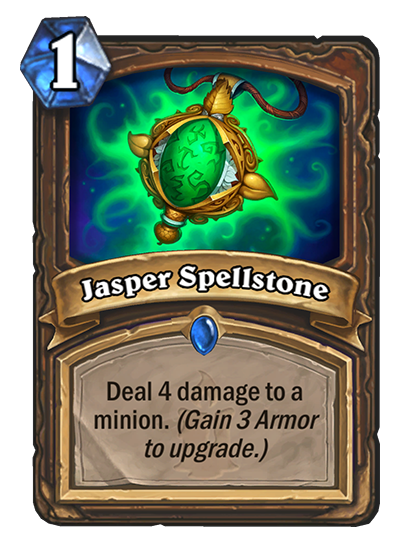 1
Jasper Spellstone
Deal 4 damage to a
minion. (Gain 3 Armor
to upgrade.)